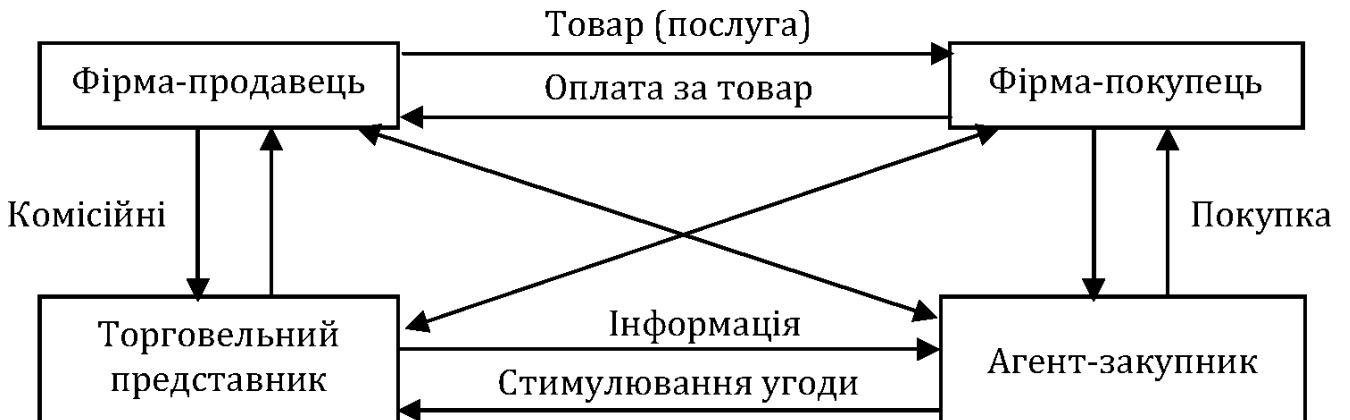 Товар (послуга)
Фірма-продавець
Оплата за товар
Фірма-покупець
Комісійні
Покупка
Торговельний
представник
Інформація
Стимулювання угоди
Агент-закупник